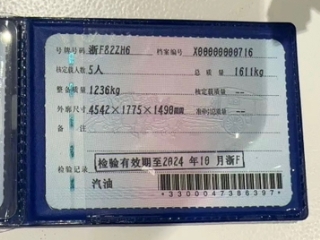 号牌号码 浙F82ZH6 档案编号 X00000000716
核定载人数 5人 总质量 1611kg
整备质量 1236kg 核定载质量 --
外廓尺寸 4542×1775×1490mm 准牵引总质量 --
备注
检验记录 检验有效期至2024年10月浙F
汽油
*3300047386397*